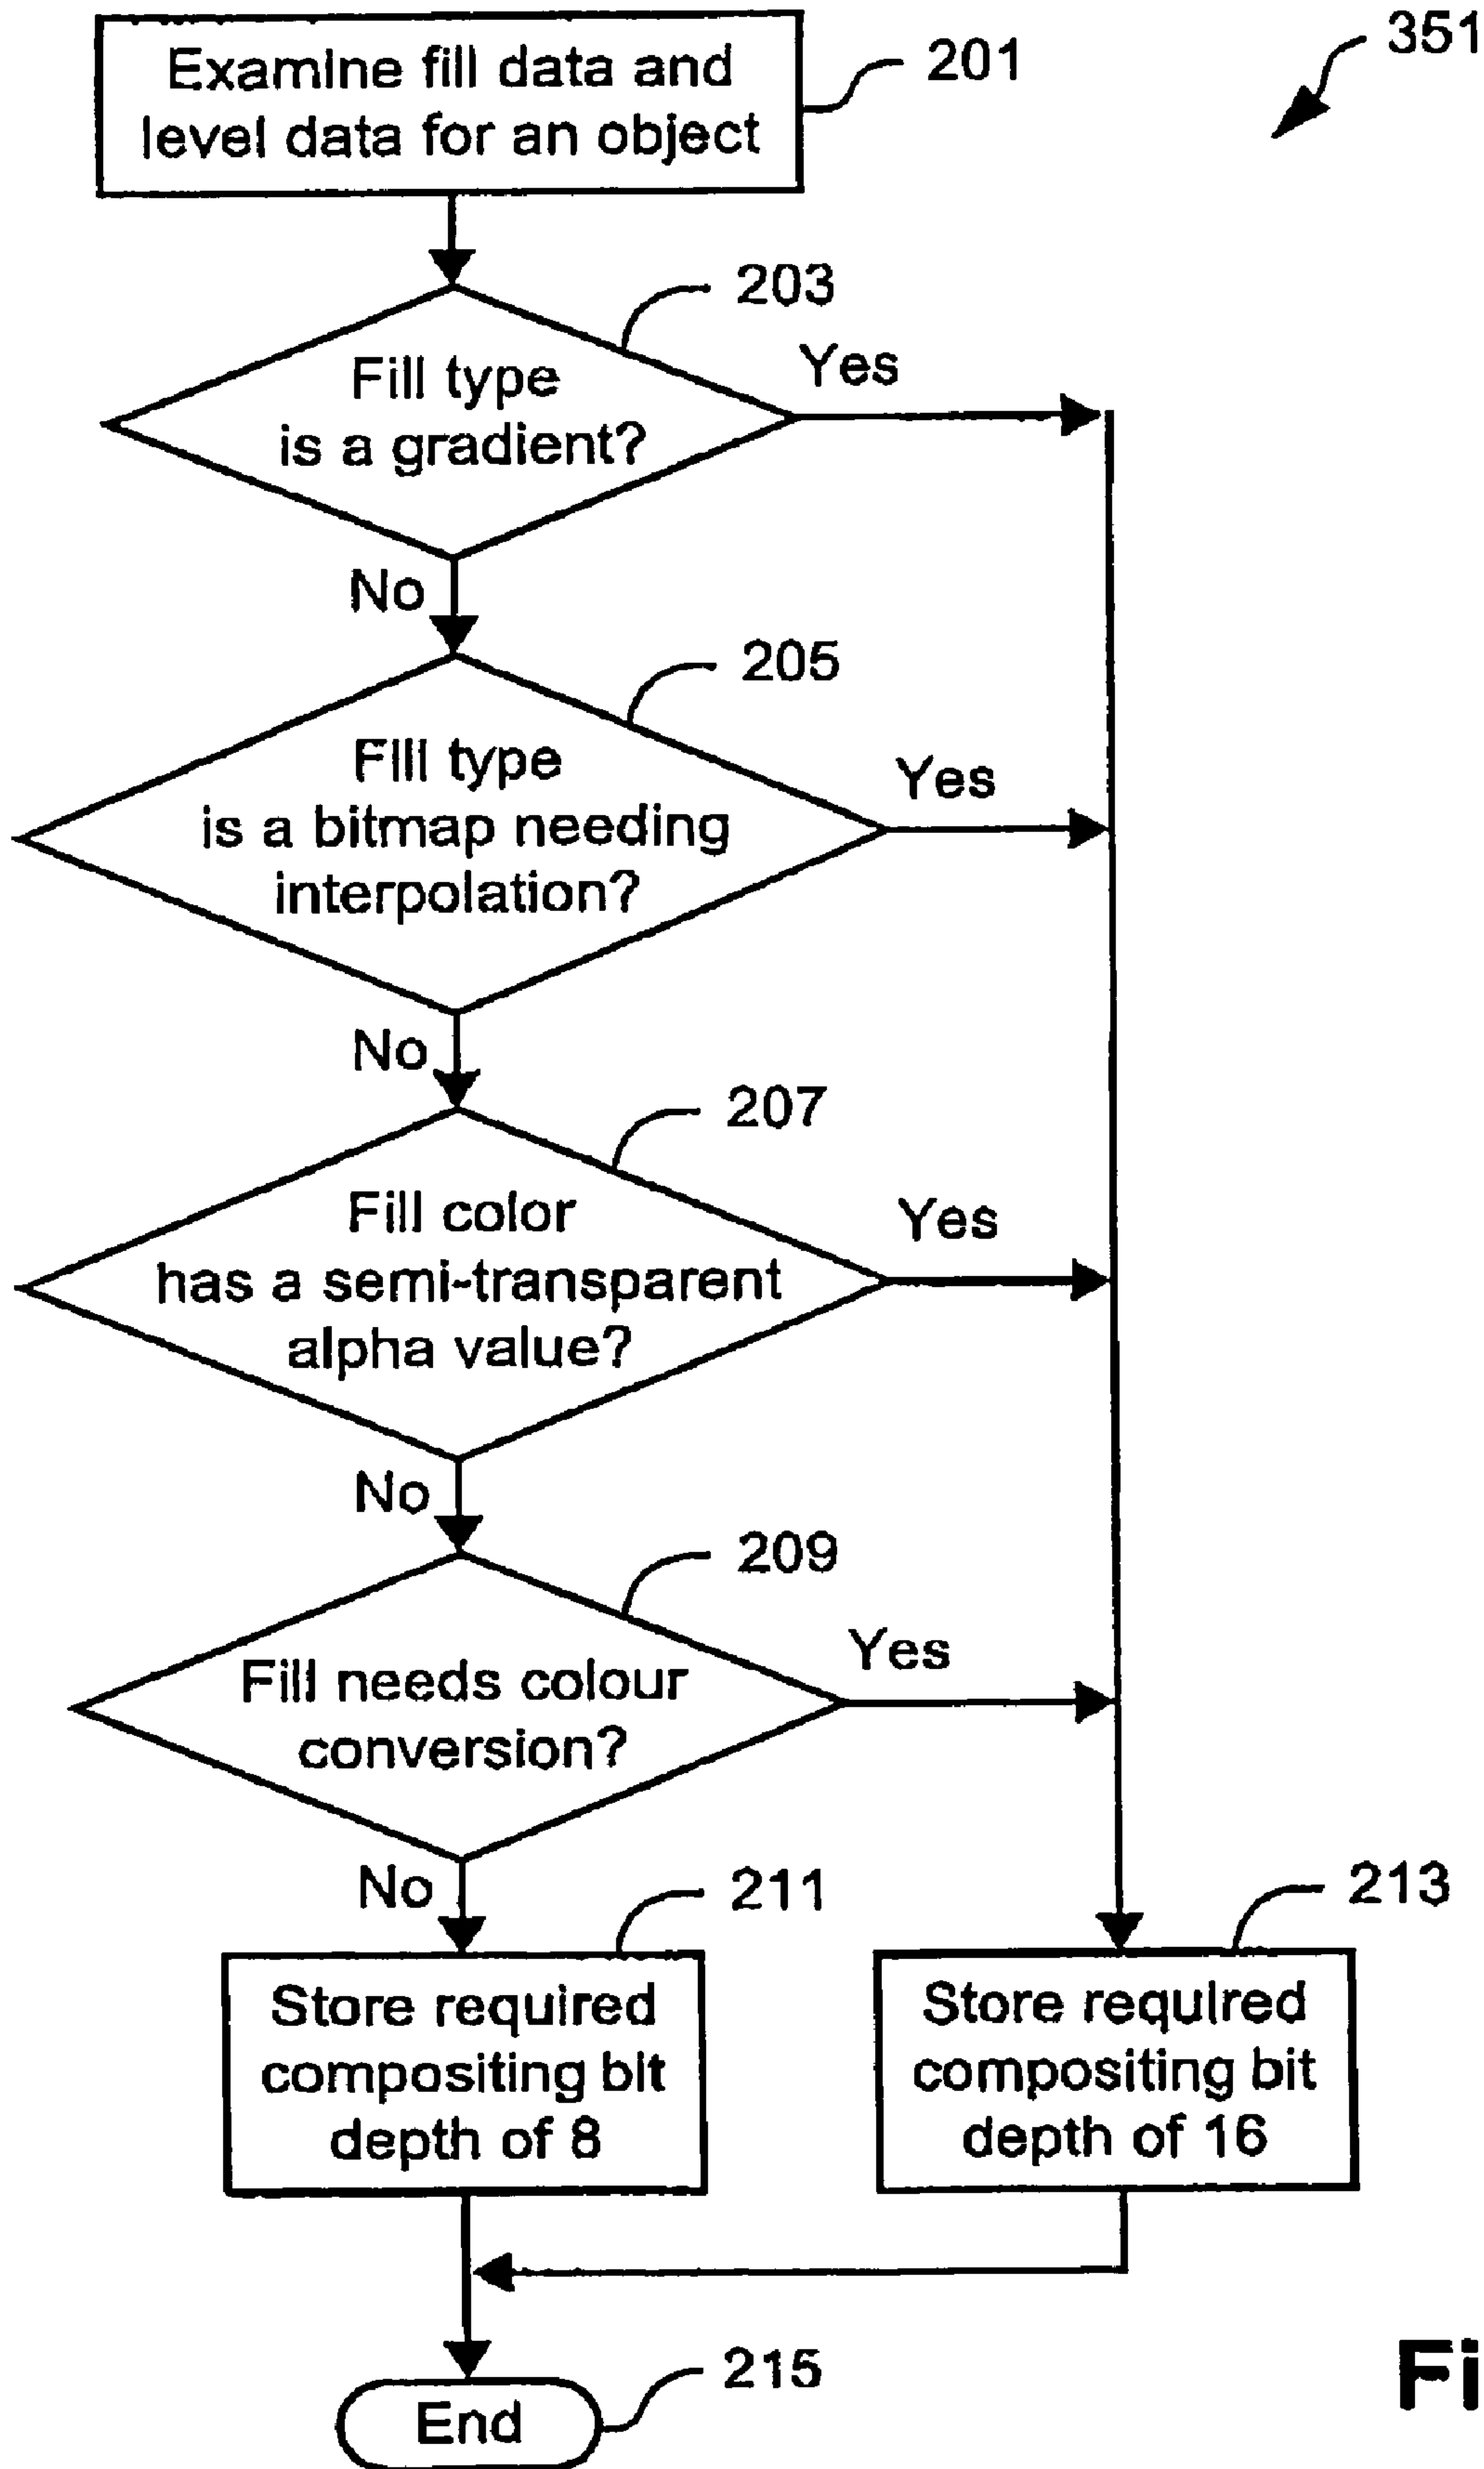 351
Examine fill data and
level data for an object
201
203
Fill type
is a gradient?
Yes
No
205
Fill type
is a bitmap needing
interpolation?
Yes
No
207
Fill color
has a semi-transparent
alpha value?
Yes
No
209
Fill needs colour
conversion?
Yes
No
211
Store required
compositing bit
depth of 8
213
Store required
compositing bit
depth of 16
215
End
Fi